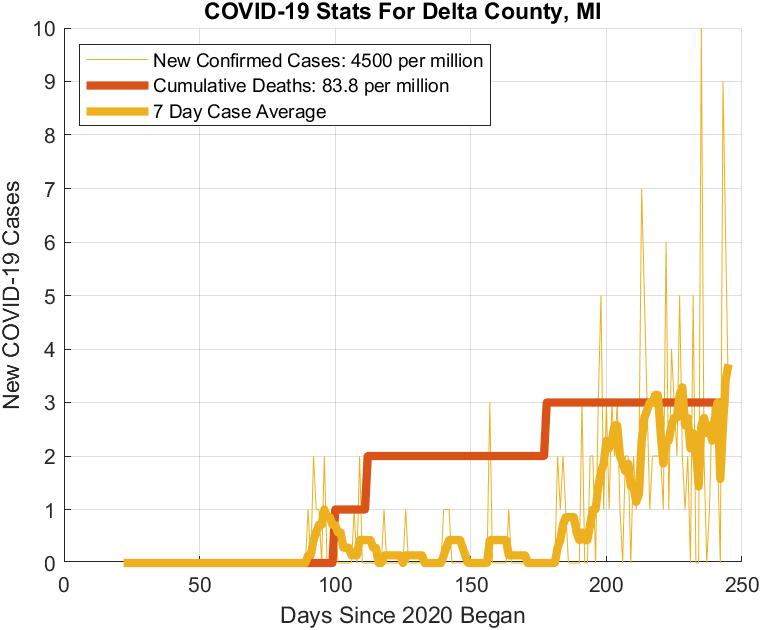 COVID-19 Stats For Delta County, MI
New Confirmed Cases: 4500 per million
Cumulative Deaths: 83.8 per million
7 Day Case Average
New COVID-19 Cases
10
9
8
7
6
5
4
3
2
1
0
0 50 100 150 200 250
Days Since 2020 Began